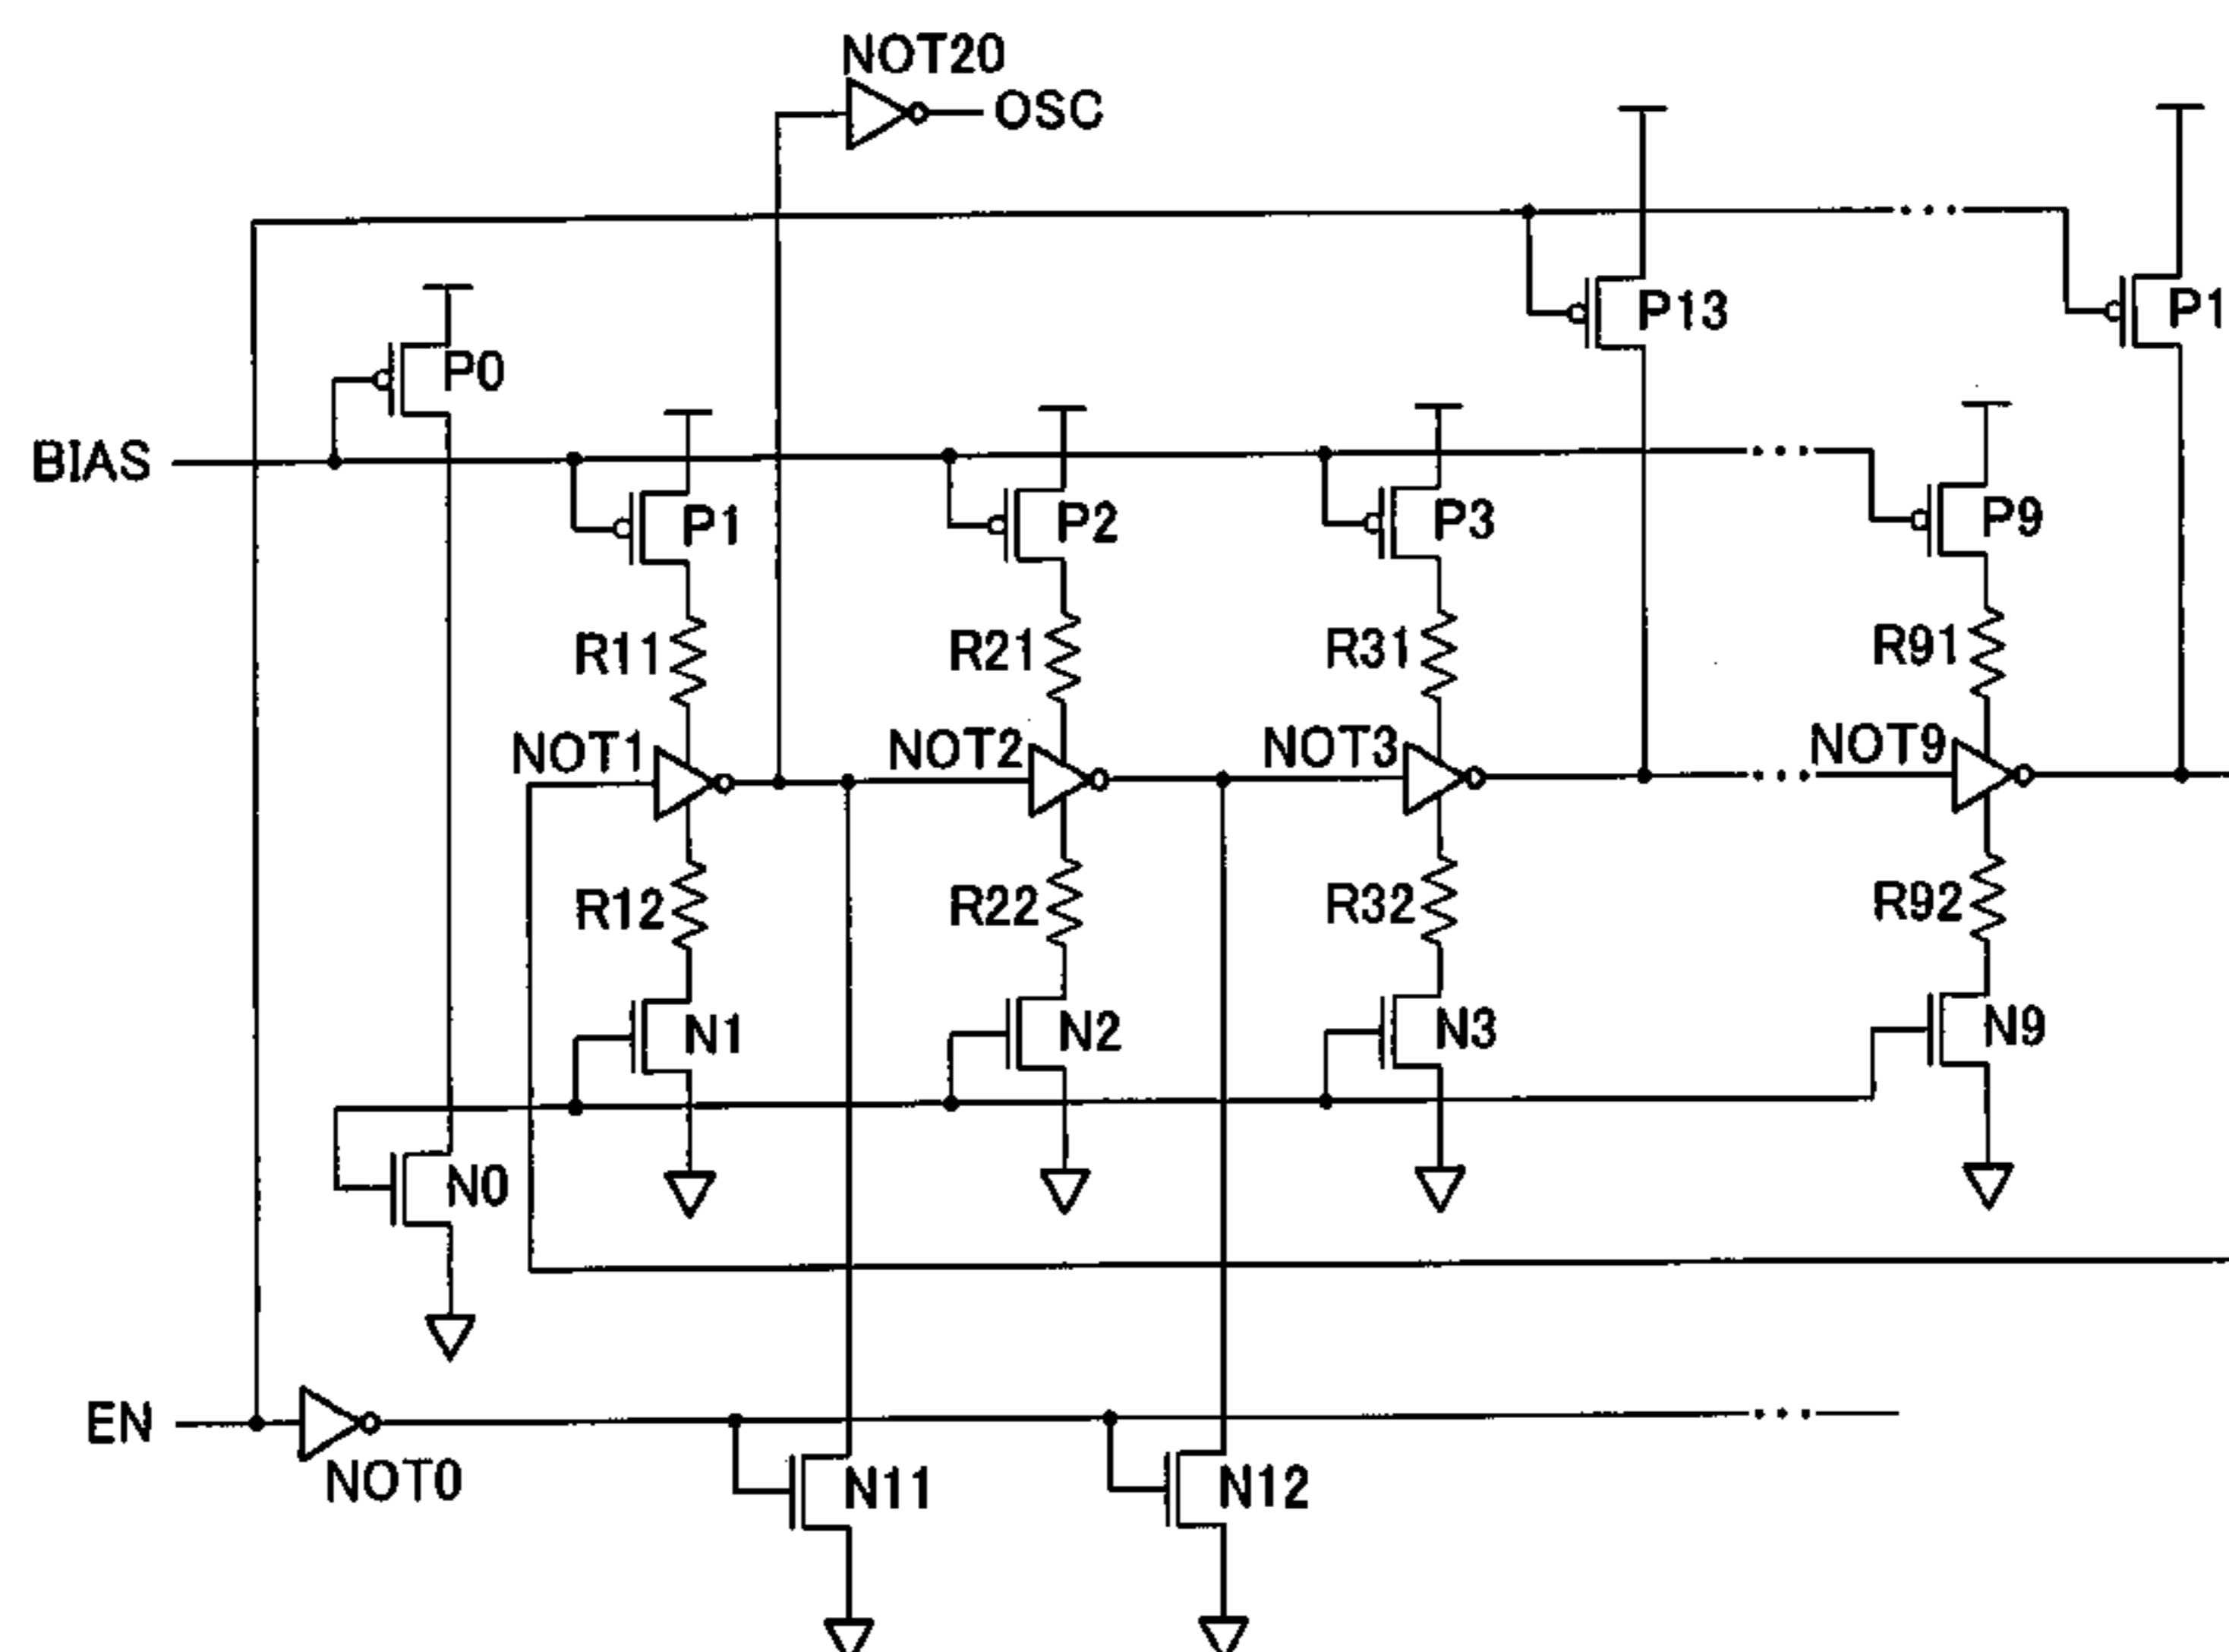 NOT20
OSC
P13
P1
P0
BIAS
P1
P2
P3
P9
R11
R21
R31
R91
NOT1
NOT2
NOT3
NOT9
R12
R22
R32
R92
N1
N2
N3
N9
N0
EN
NOT0
N11
N12